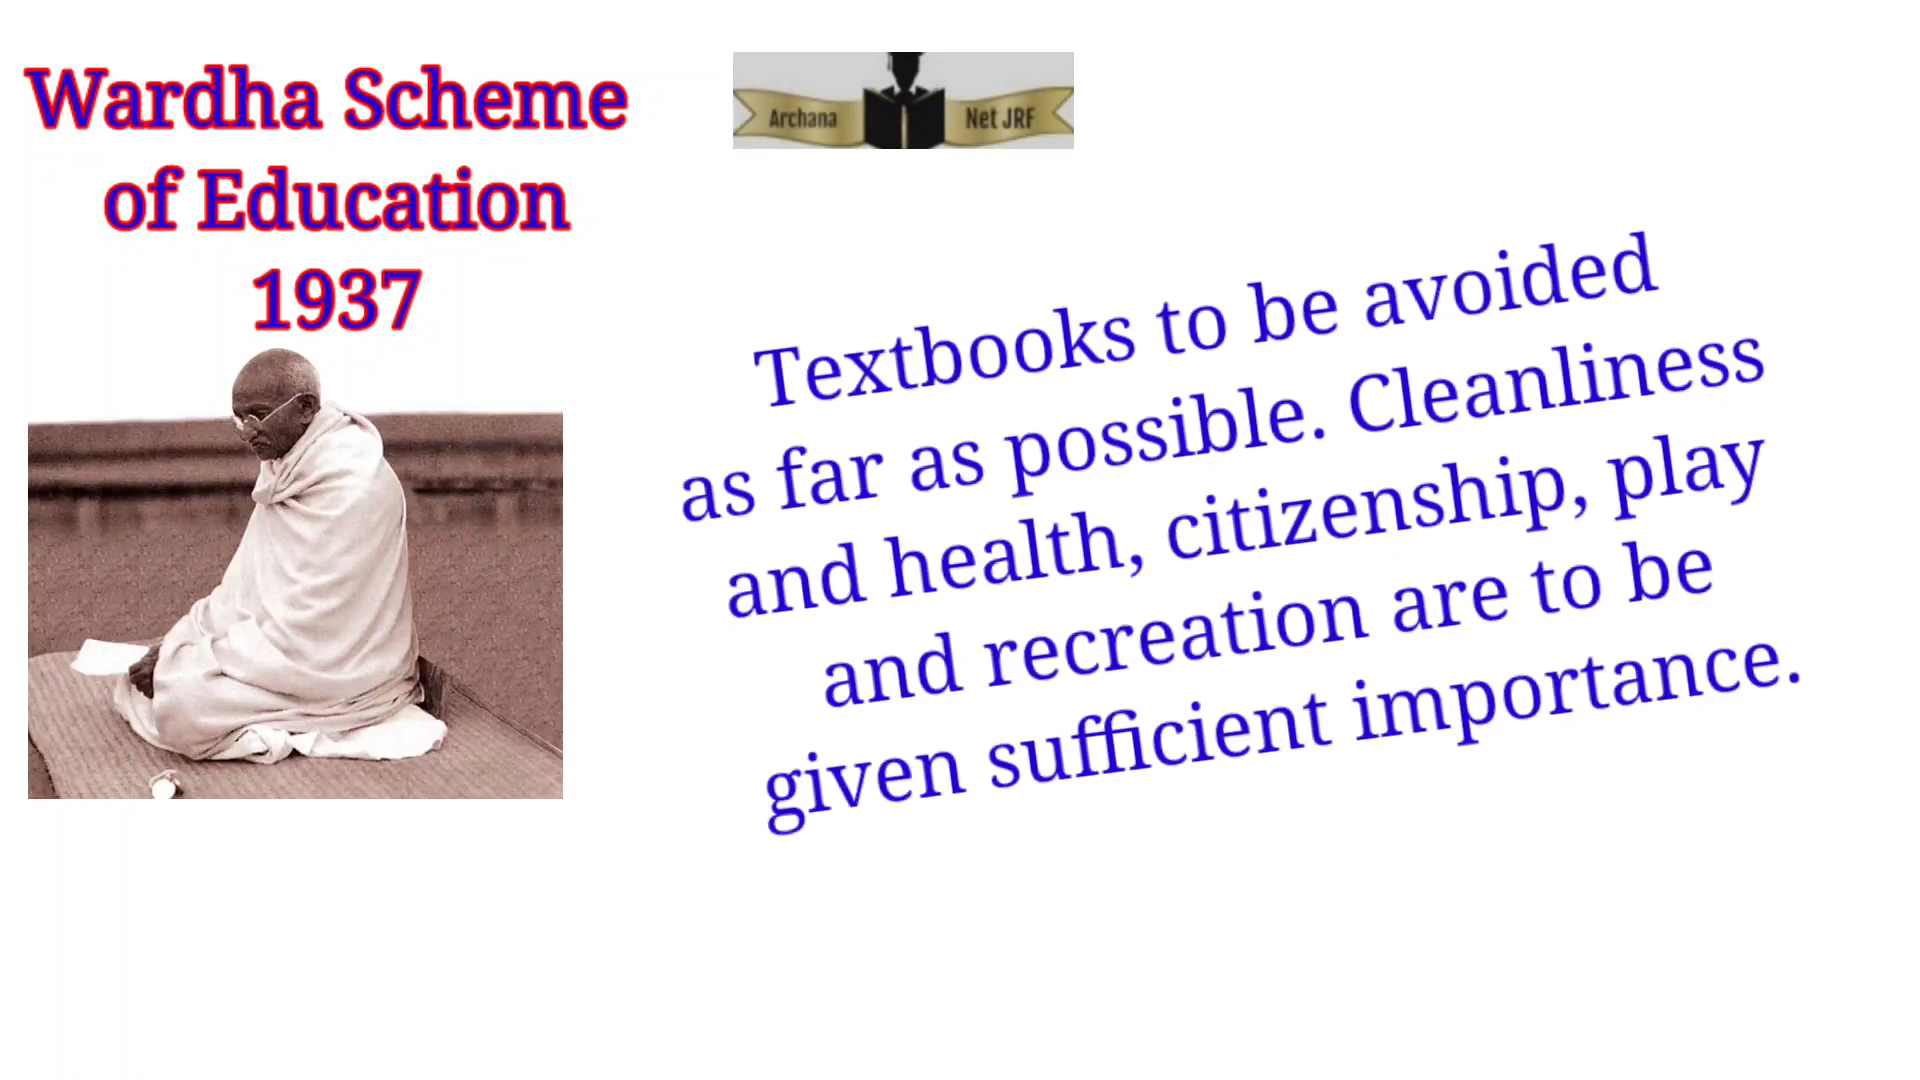 Wardha Scheme
of Education
1937
Archana Net JRF
Textbooks to be avoided
as far as possible. Cleanliness
and health, citizenship, play
and recreation are to be
given sufficient importance.